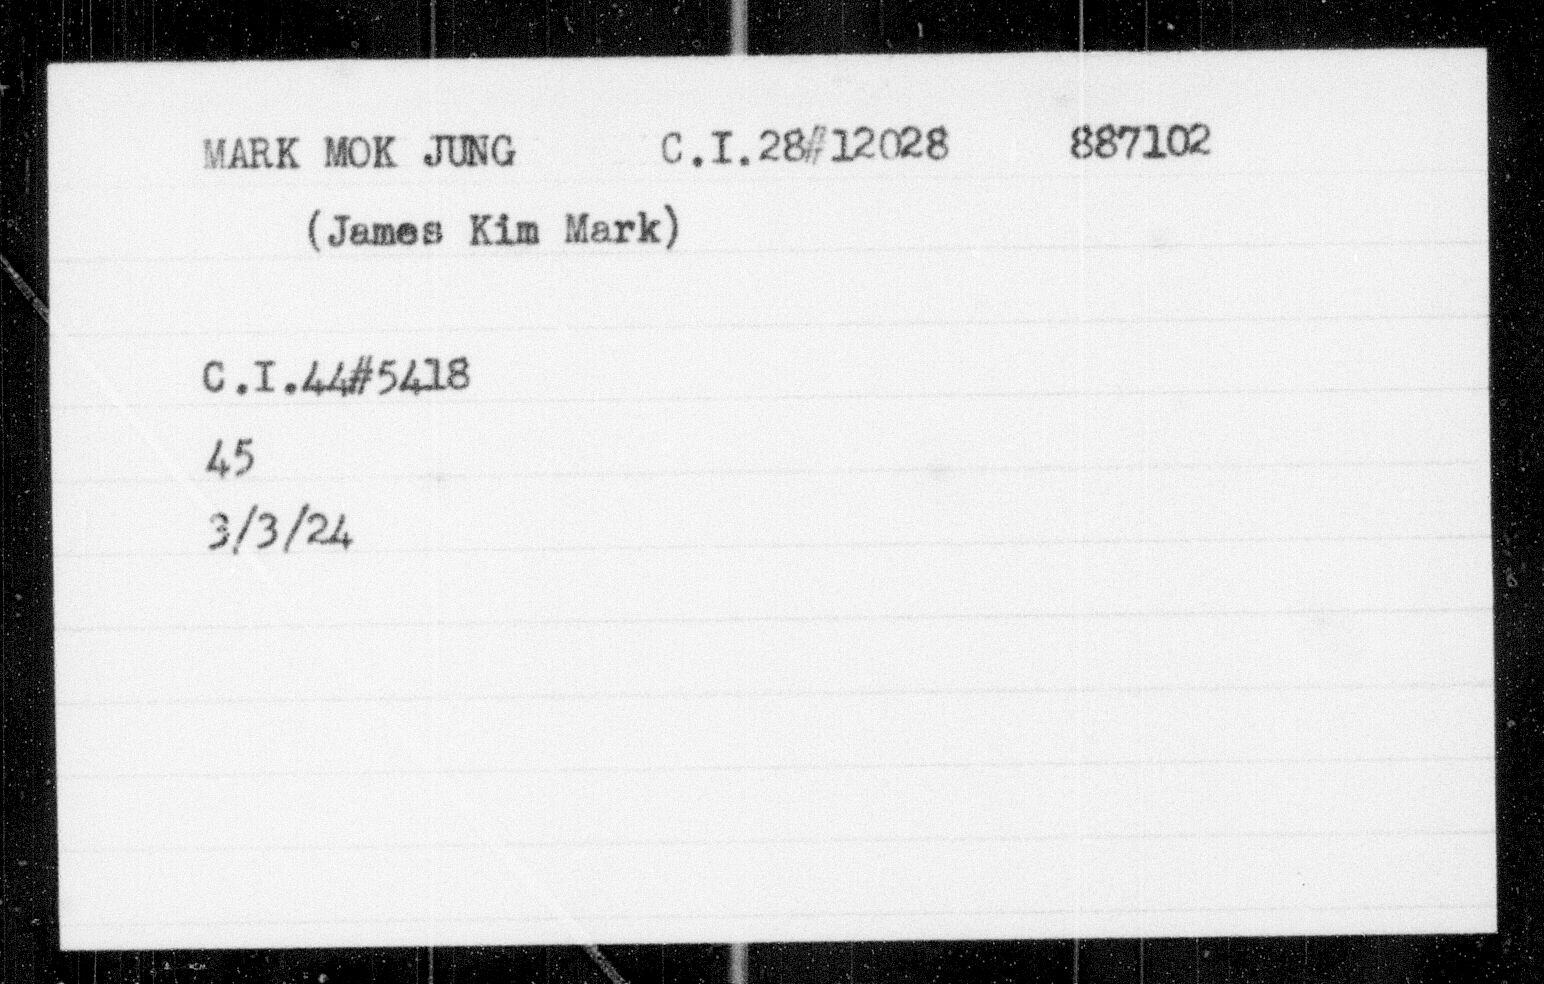 MARK MOK JUNG C.I.28#12028 887102
(James Kim Mark)
C.I.44#5418
45
3/3/24